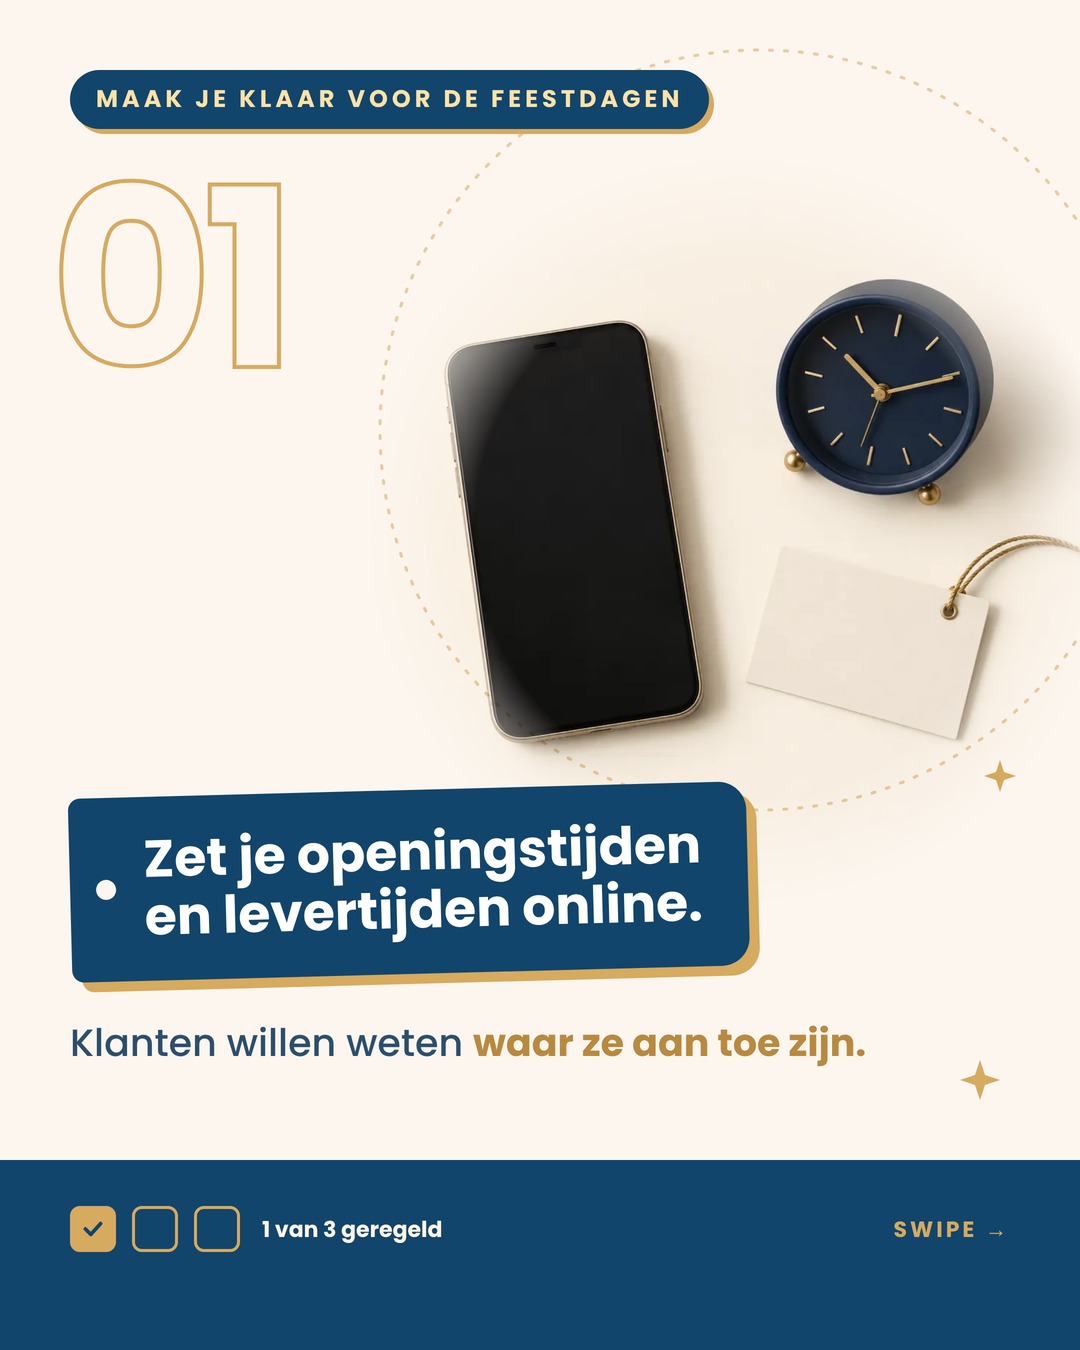 MAAK JE KLAAR VOOR DE FEESTDAGEN
01
Zet je openingstijden
en levertijden online.
Klanten willen weten waar ze aan toe zijn.
1 van 3 geregeld
SWIPE →